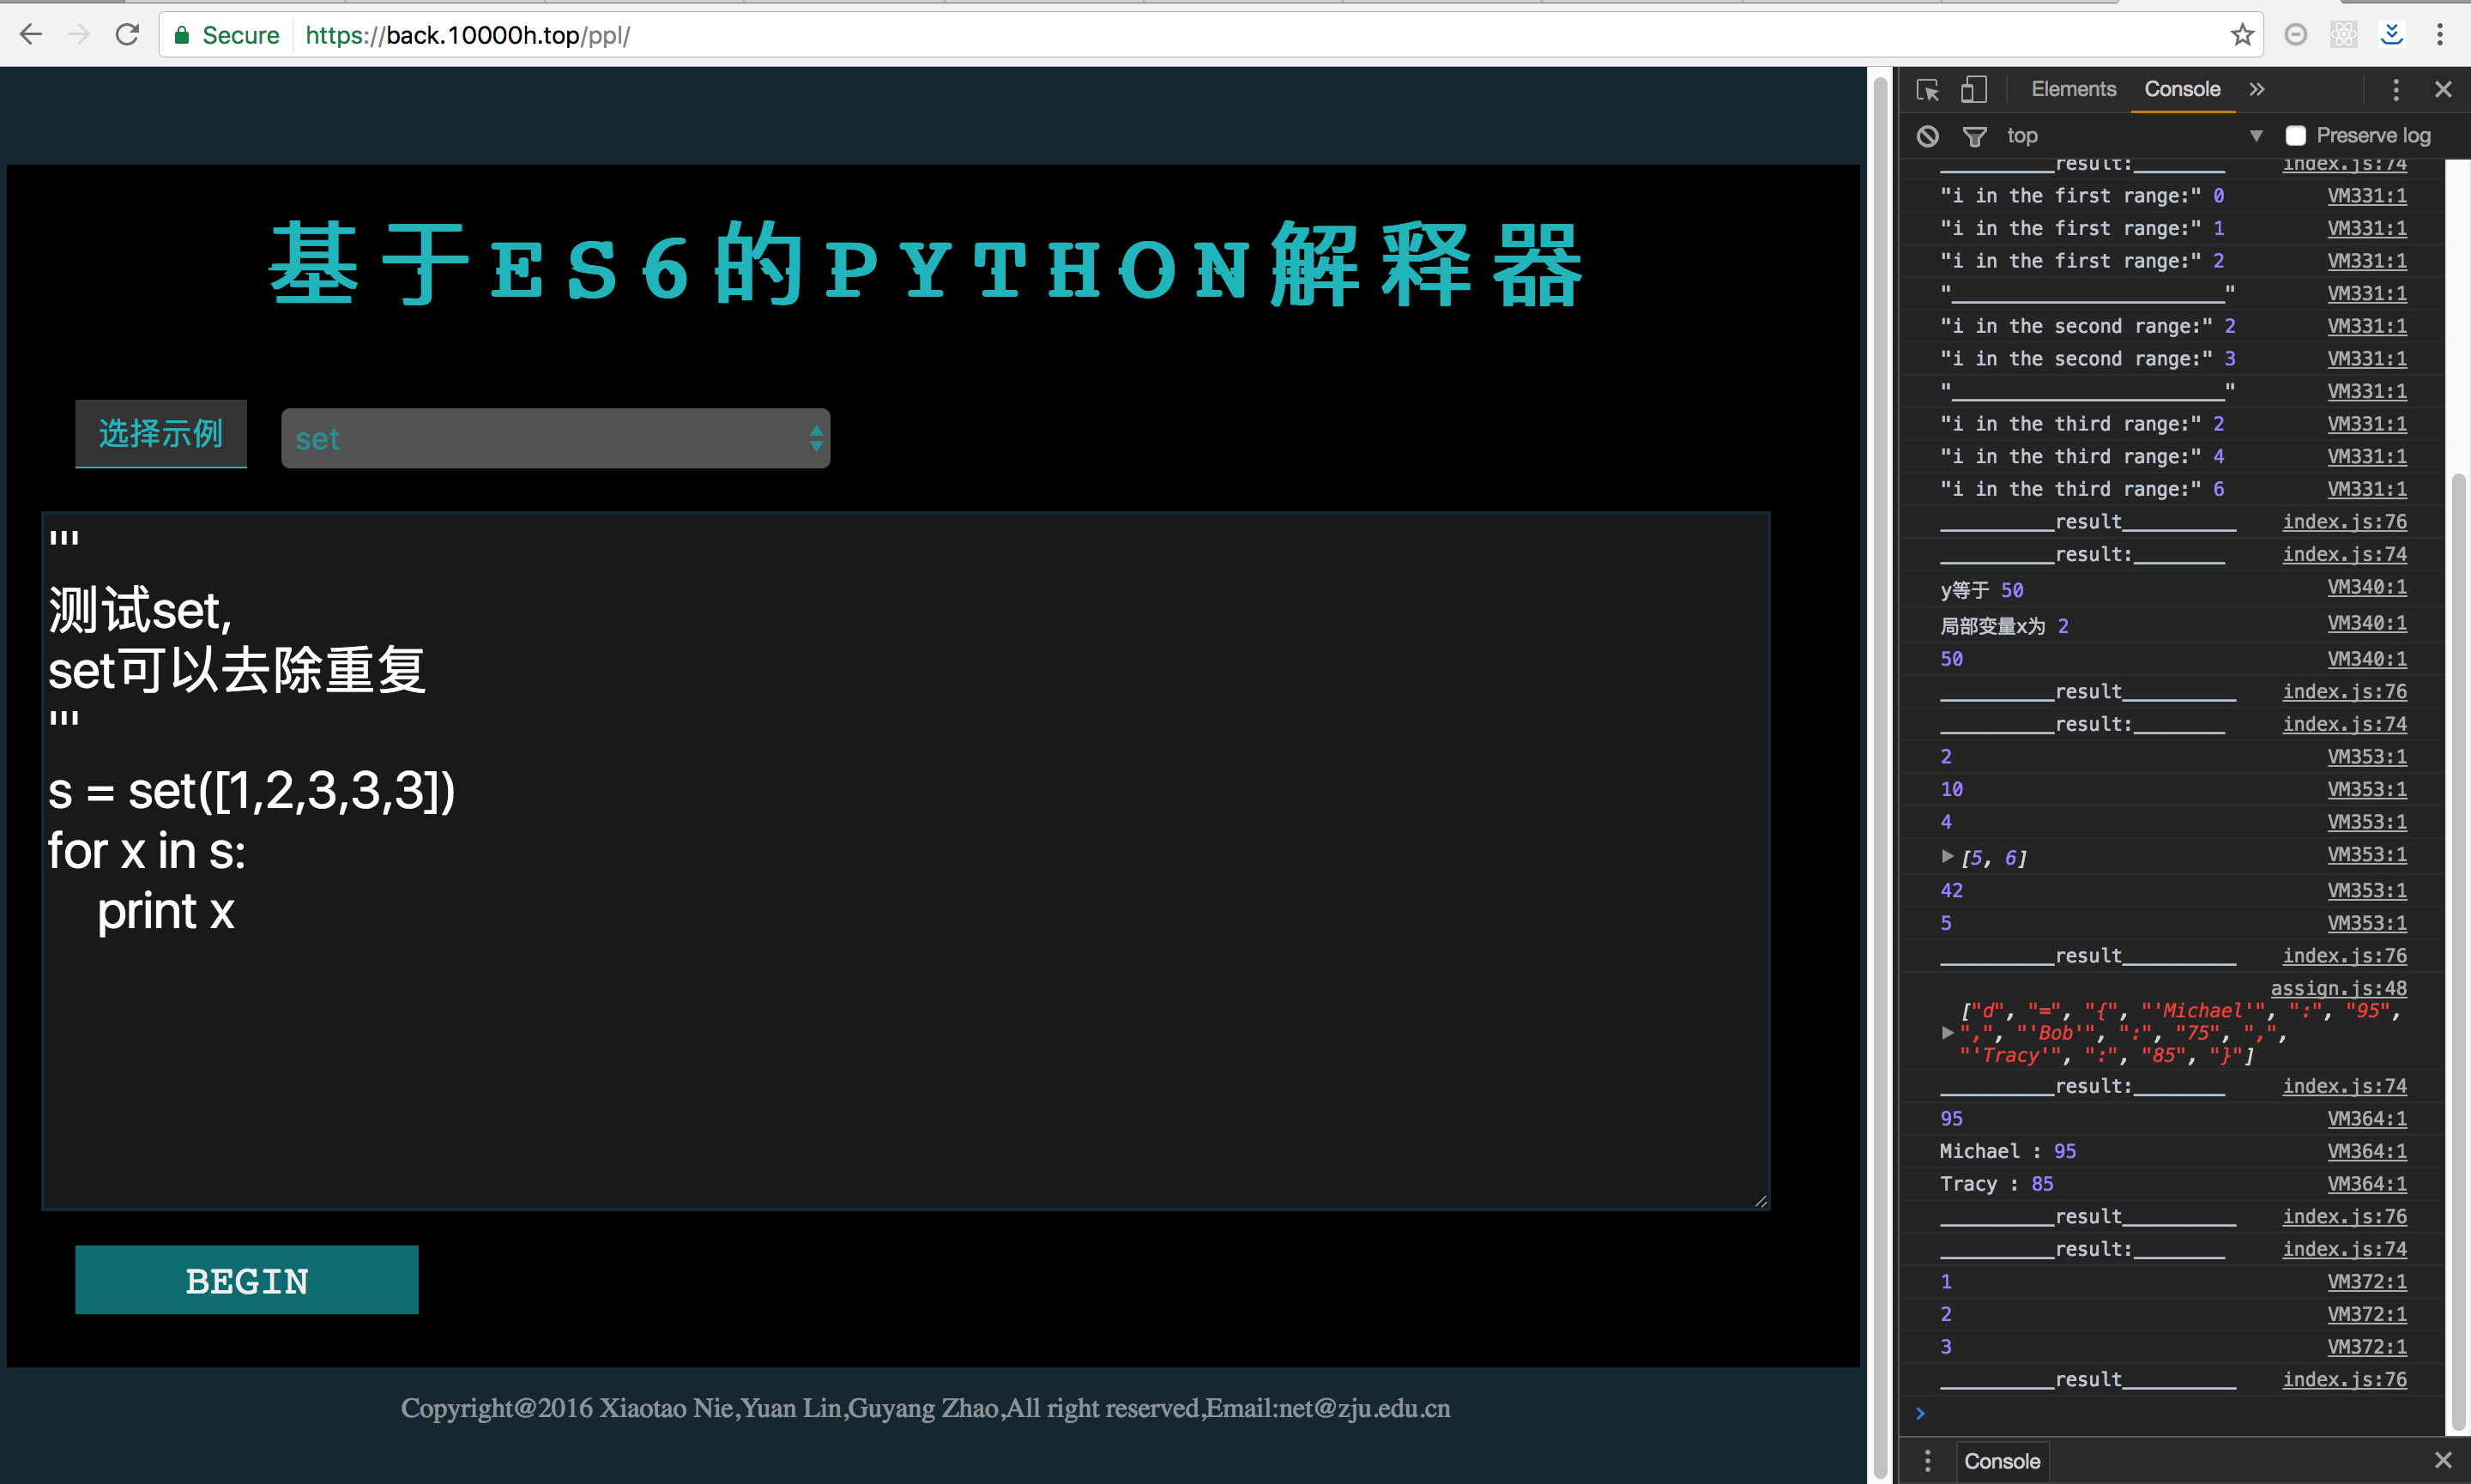 Secure
https://back.10000h.top/ppl/
基于ES6的PYTHON解释器
选择示例
set
'''
测试set,
set可以去除重复
'''
s = set([1,2,3,3,3])
for x in s:
    print x
BEGIN
Copyright@2016 Xiaotao Nie,Yuan Lin,Guyang Zhao,All right reserved,Email:net@zju.edu.cn
Elements Console »
top Preserve log
__________result:________ index.js:74
"i in the first range:" 0 VM331:1
"i in the first range:" 1 VM331:1
"i in the first range:" 2 VM331:1
"________________________" VM331:1
"i in the second range:" 2 VM331:1
"i in the second range:" 3 VM331:1
"________________________" VM331:1
"i in the third range:" 2 VM331:1
"i in the third range:" 4 VM331:1
"i in the third range:" 6 VM331:1
__________result__________ index.js:76
__________result:________ index.js:74
y等于 50 VM340:1
局部变量x为 2 VM340:1
50 VM340:1
__________result__________ index.js:76
__________result:________ index.js:74
2 VM353:1
10 VM353:1
4 VM353:1
[5, 6] VM353:1
42 VM353:1
5 VM353:1
__________result__________ index.js:76
assign.js:48
["d", "=", "{", "'Michael'", ":", "95",
",", "'Bob'", ":", "75", ",",
"'Tracy'", ":", "85", "}"]
__________result:________ index.js:74
95 VM364:1
Michael : 95 VM364:1
Tracy : 85 VM364:1
__________result__________ index.js:76
__________result:________ index.js:74
1 VM372:1
2 VM372:1
3 VM372:1
__________result__________ index.js:76
Console